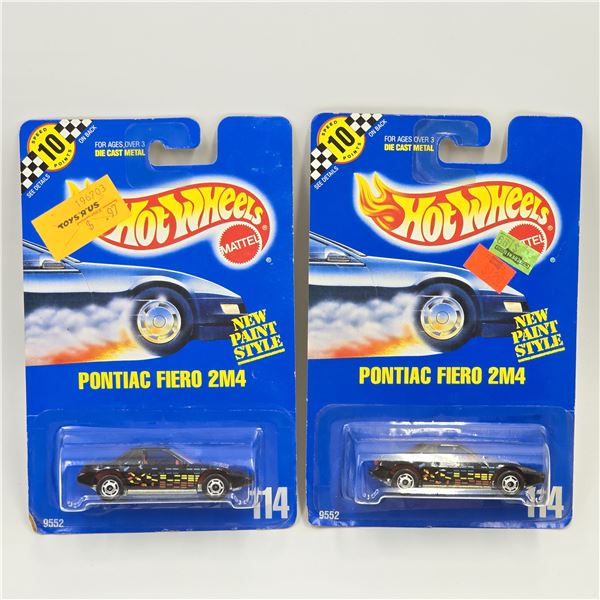 SPEED
10
POINTS
SEE DETAILS
ON BACK
FOR AGES OVER 3
DIE CAST METAL
196703
TOYS R US
$ .97
HOT WHEELS
®
MATTEL
NEW
PAINT
STYLE
PONTIAC FIERO 2M4
9552
114
SPEED
10
POINTS
SEE DETAILS
ON BACK
FOR AGES OVER 3
DIE CAST METAL
HOT WHEELS
®
MATTEL
NEW
PAINT
STYLE
PONTIAC FIERO 2M4
9552
114